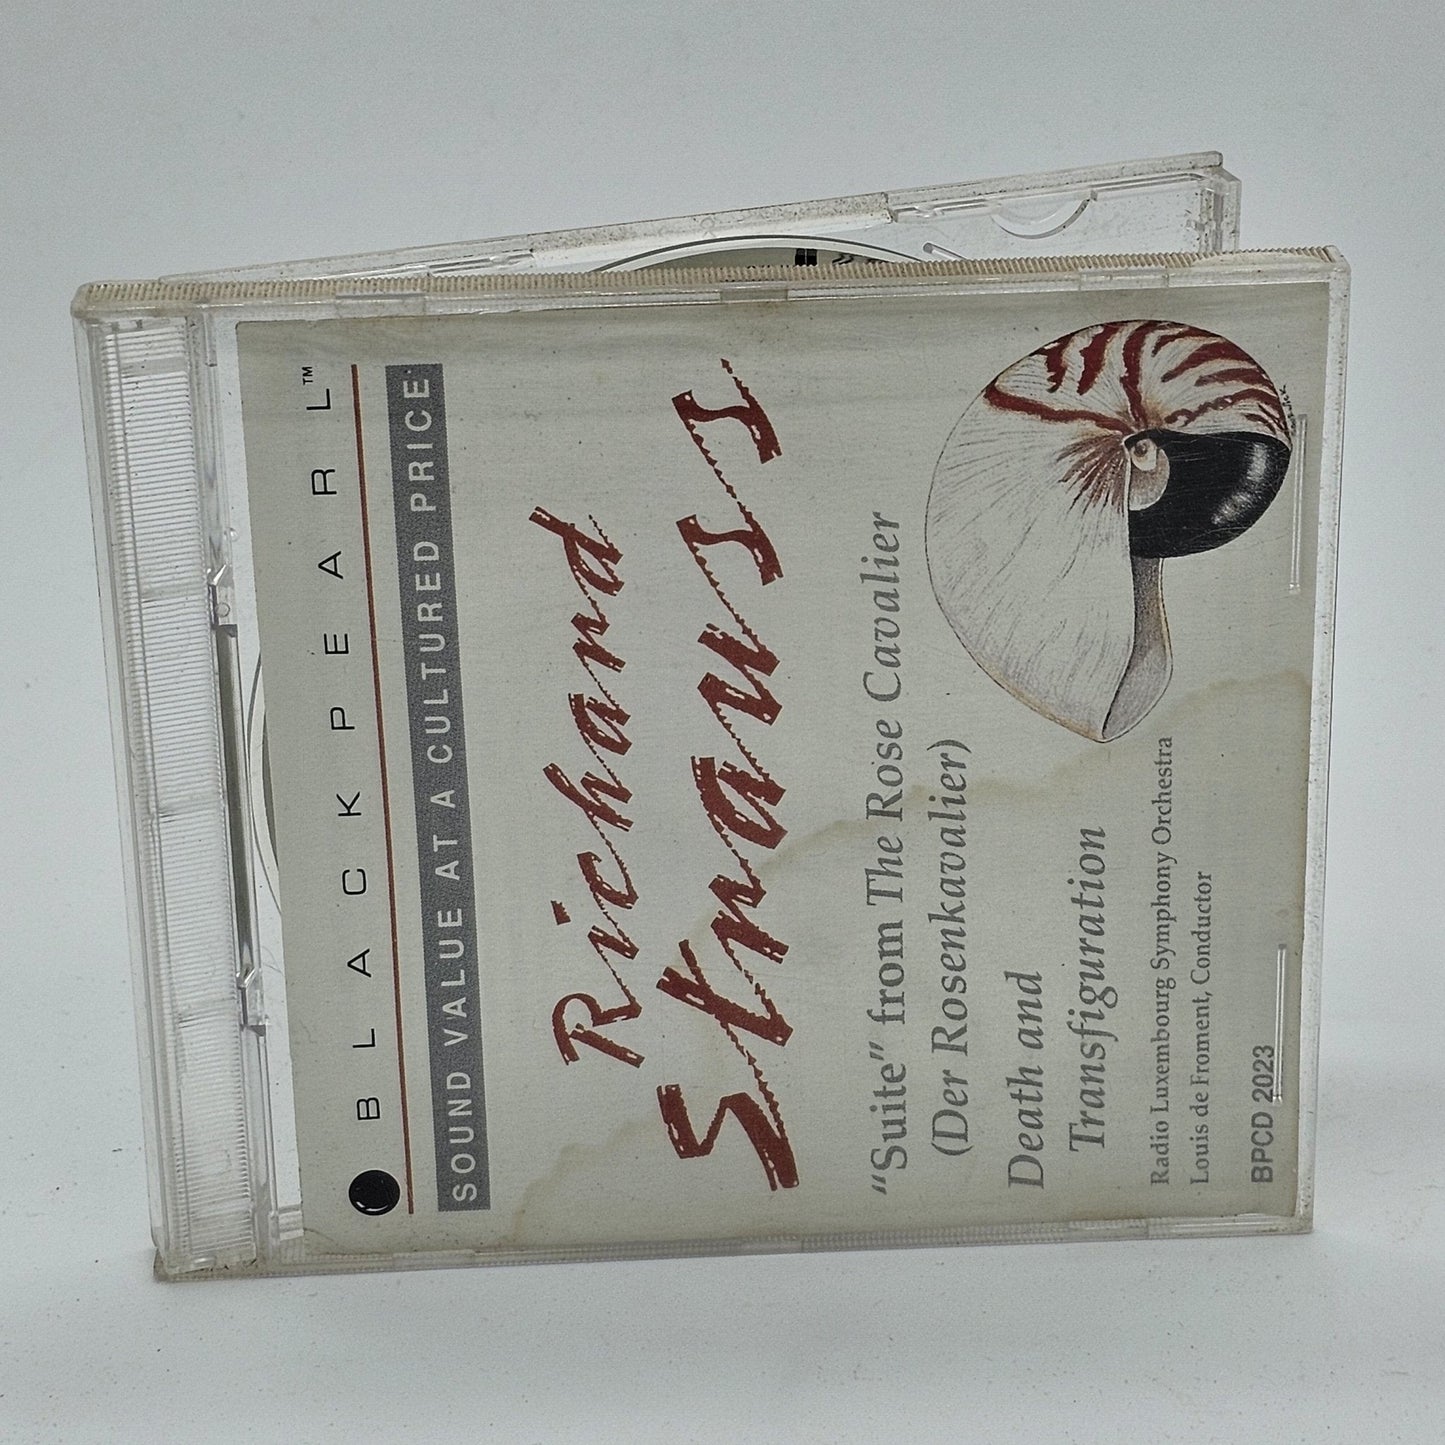 BLACK PEARL™
SOUND VALUE AT A CULTURED PRICE
Richard
Strauss
"Suite" from The Rose Cavalier
(Der Rosenkavalier)
Death and
Transfiguration
Radio Luxembourg Symphony Orchestra
Louis de Froment, Conductor
BPCD 2023